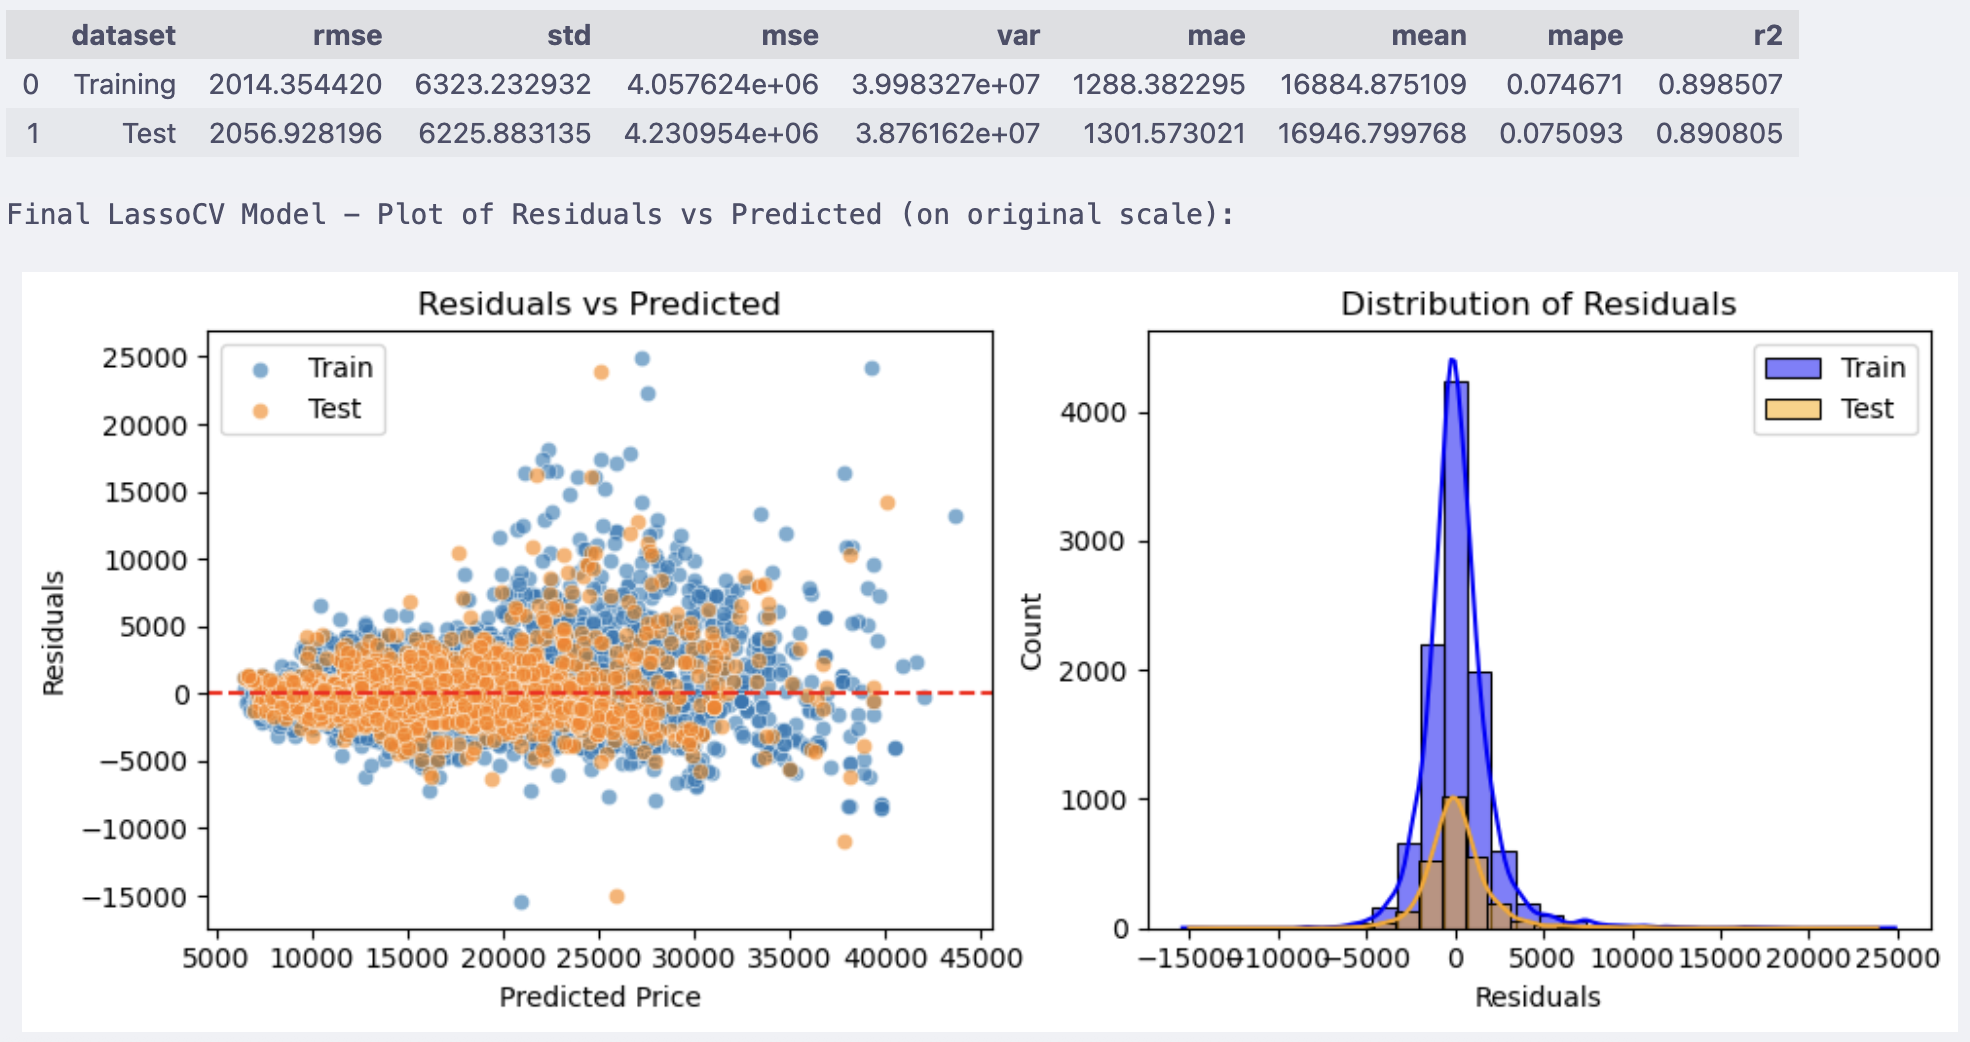 dataset rmse std mse var mae mean mape r2
0 Training 2014.354420 6323.232932 4.057624e+06 3.998327e+07 1288.382295 16884.875109 0.074671 0.898507
1 Test 2056.928196 6225.883135 4.230954e+06 3.876162e+07 1301.573021 16946.799768 0.075093 0.890805
Final LassoCV Model – Plot of Residuals vs Predicted (on original scale):
Residuals vs Predicted
Train
Test
25000
20000
15000
10000
5000
0
−5000
−10000
−15000
Residuals
5000 10000 15000 20000 25000 30000 35000 40000 45000
Predicted Price
Distribution of Residuals
Train
Test
4000
3000
2000
1000
0
Count
−15000 −10000 −5000 0 5000 10000 15000 20000 25000
Residuals